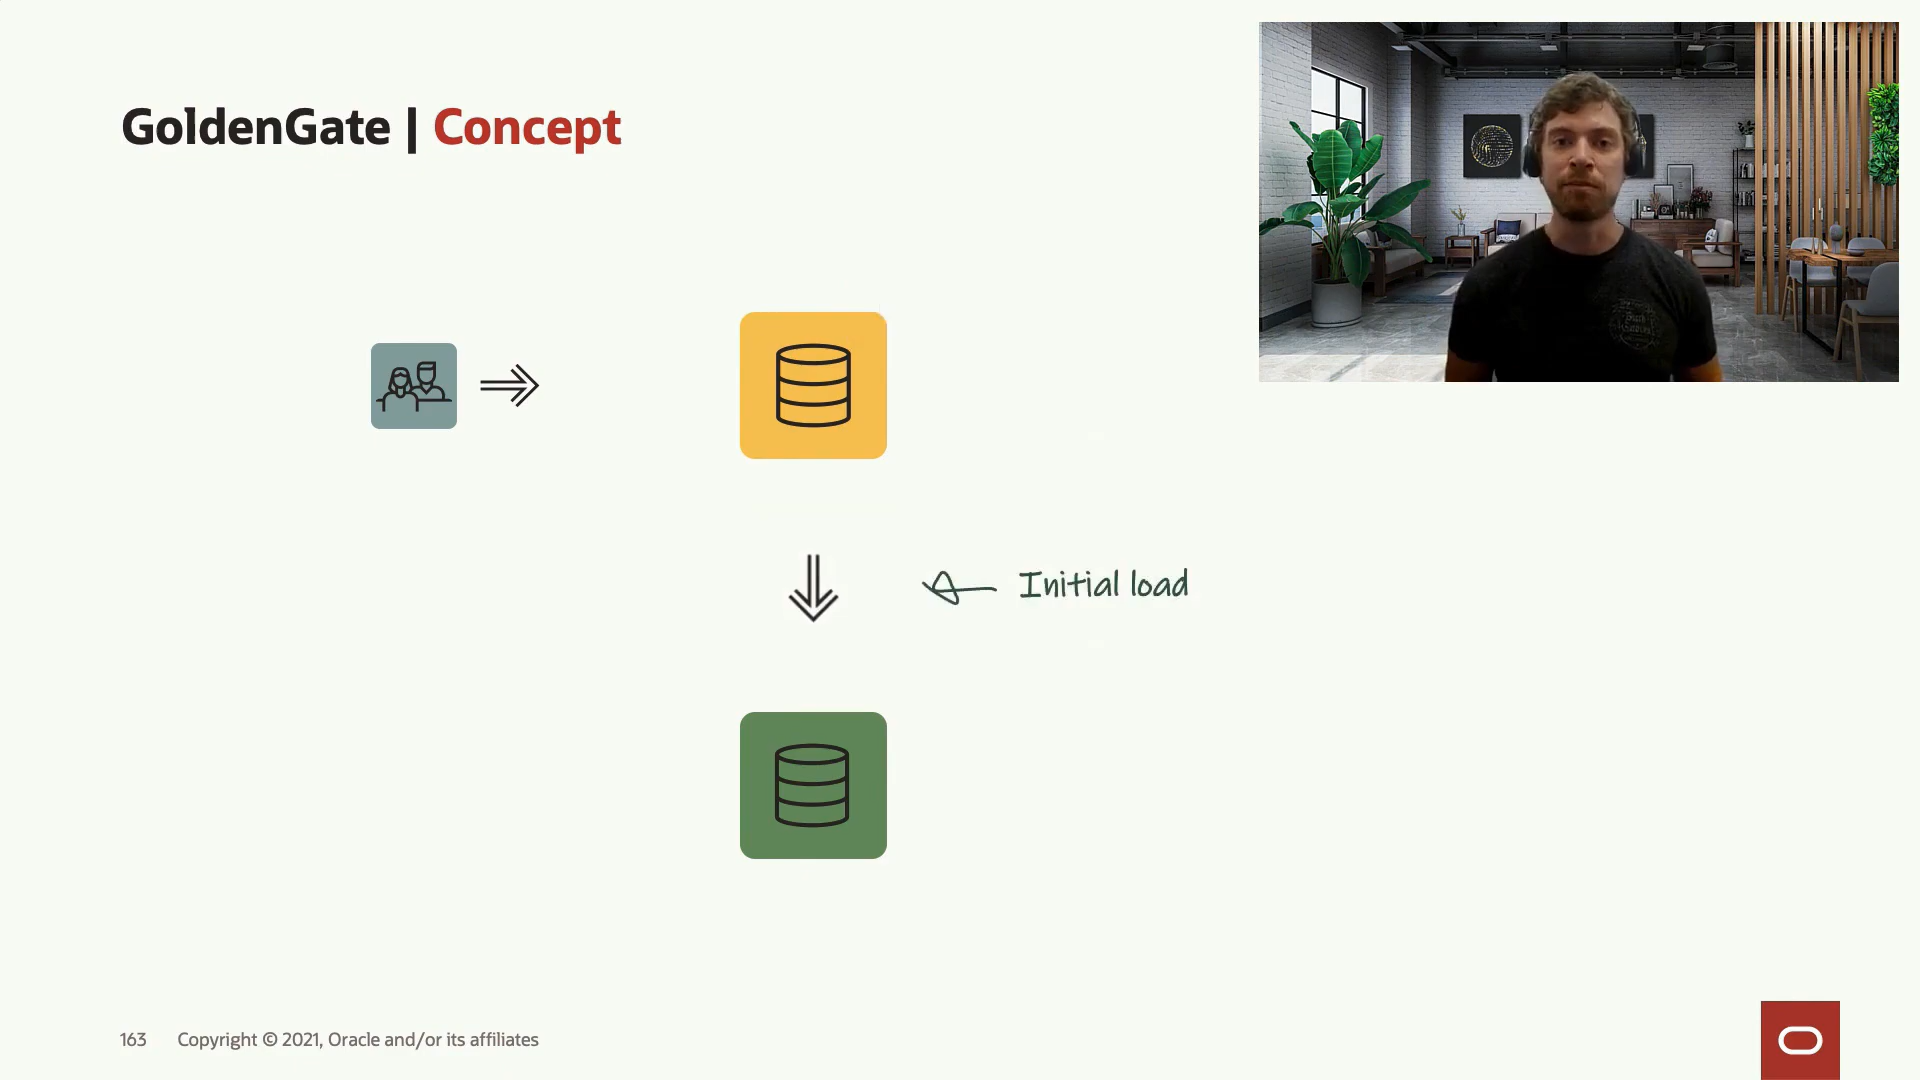 GoldenGate | Concept
Initial load
163 Copyright © 2021, Oracle and/or its affiliates